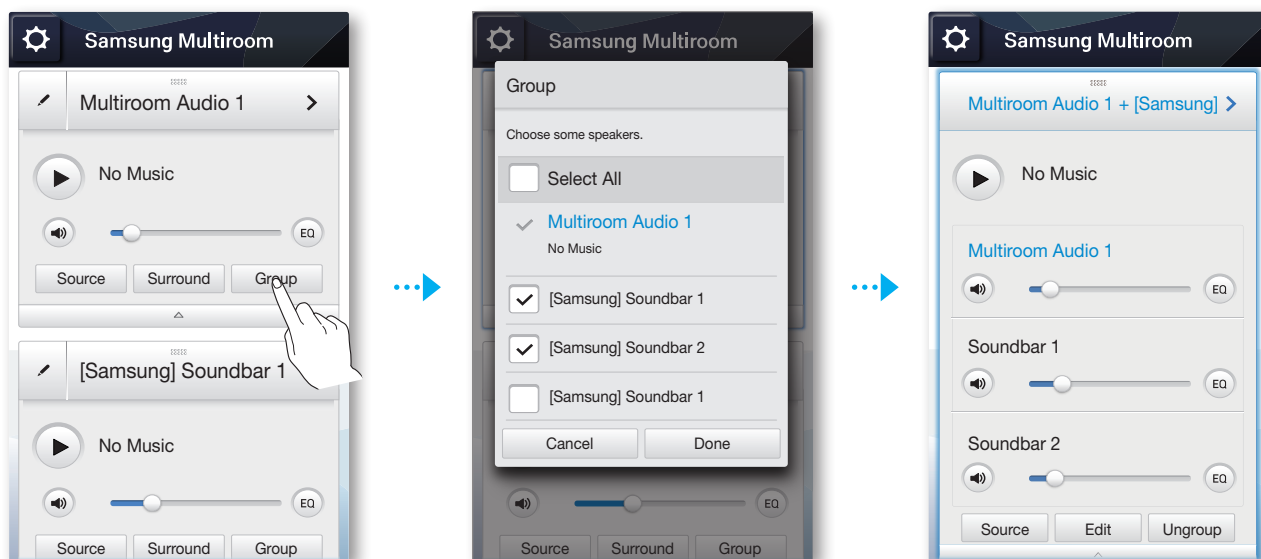 Samsung Multiroom
Multiroom Audio 1
No Music
EQ
Source Surround Group
[Samsung] Soundbar 1
No Music
EQ
Source Surround Group
Samsung Multiroom
Group
Choose some speakers.
Select All
Multiroom Audio 1
No Music
[Samsung] Soundbar 1
[Samsung] Soundbar 2
[Samsung] Soundbar 1
Cancel Done
EQ
Source Surround Group
Samsung Multiroom
Multiroom Audio 1 + [Samsung]
No Music
Multiroom Audio 1
EQ
Soundbar 1
EQ
Soundbar 2
EQ
Source Edit Ungroup